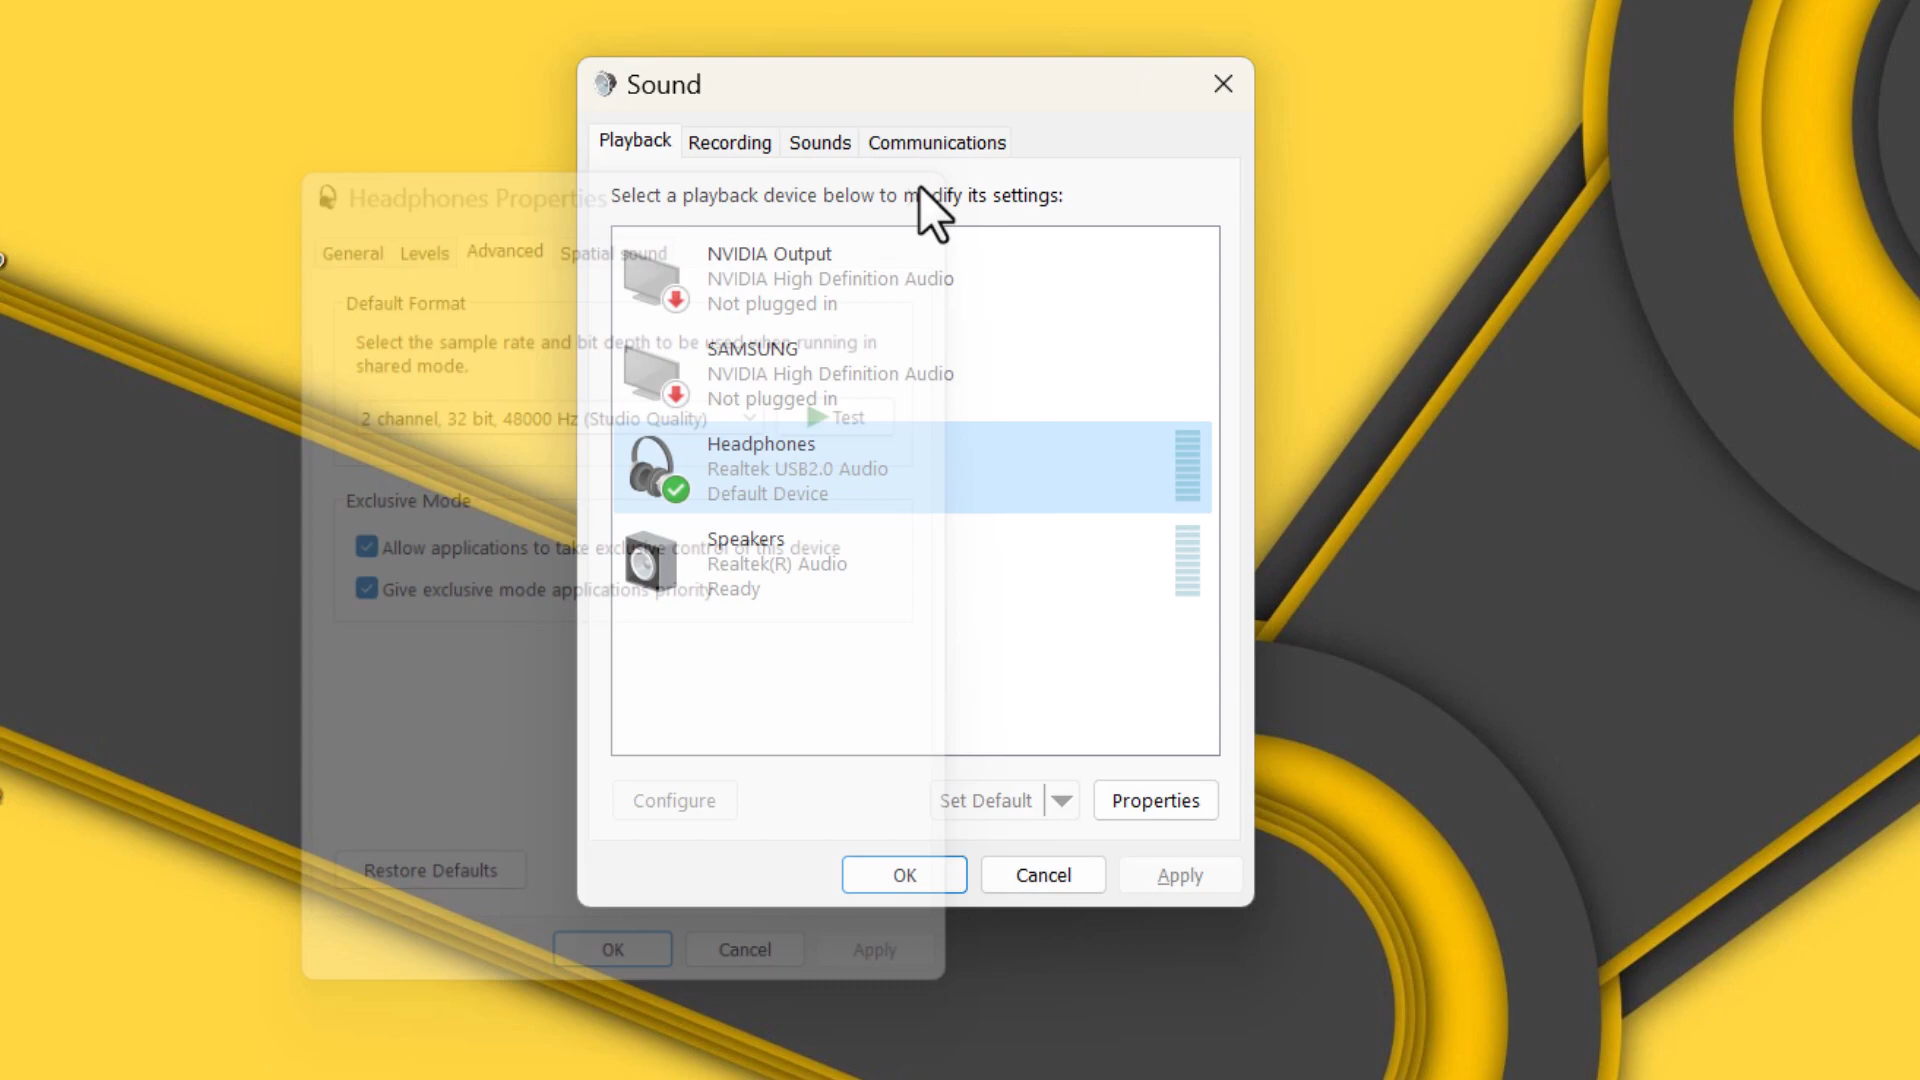 Sound
Playback
Recording
Sounds
Communications
Select a playback device below to modify its settings:
NVIDIA Output
NVIDIA High Definition Audio
Not plugged in
SAMSUNG
NVIDIA High Definition Audio
Not plugged in
Headphones
Realtek USB2.0 Audio
Default Device
Speakers
Realtek(R) Audio
Ready
Configure
Set Default
Properties
OK
Cancel
Apply
Headphones Properties
General
Levels
Advanced
Spatial sound
Default Format
Select the sample rate and bit depth to be used when running in
shared mode.
2 channel, 32 bit, 48000 Hz (Studio Quality)
Test
Exclusive Mode
Allow applications to take exclusive control of this device
Give exclusive mode applications priority
Restore Defaults
OK
Cancel
Apply